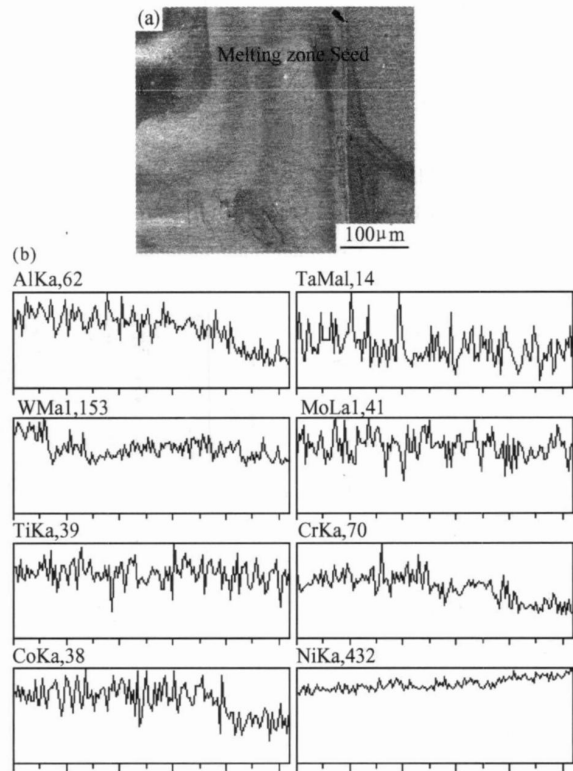 (a)
Melting zone Seed
100μm
(b)
AlKa,62 TaMal,14
WMa1,153 MoLa1,41
TiKa,39 CrKa,70
CoKa,38 NiKa,432